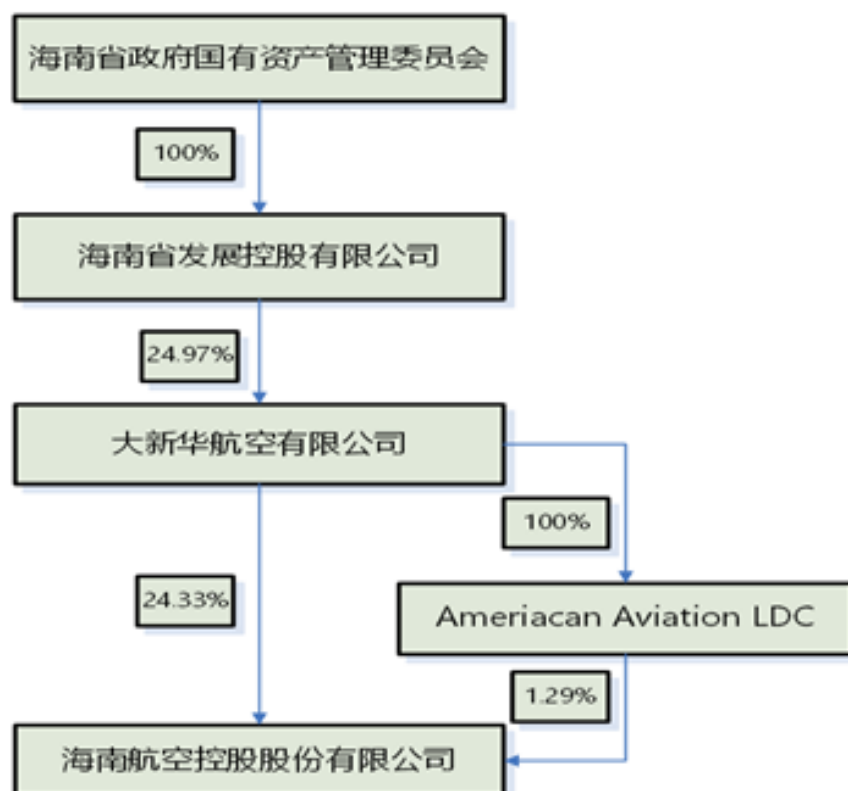 海南省政府国有资产管理委员会
100%
海南省发展控股有限公司
24.97%
大新华航空有限公司
100%
24.33%
Ameriacan Aviation LDC
1.29%
海南航空控股股份有限公司